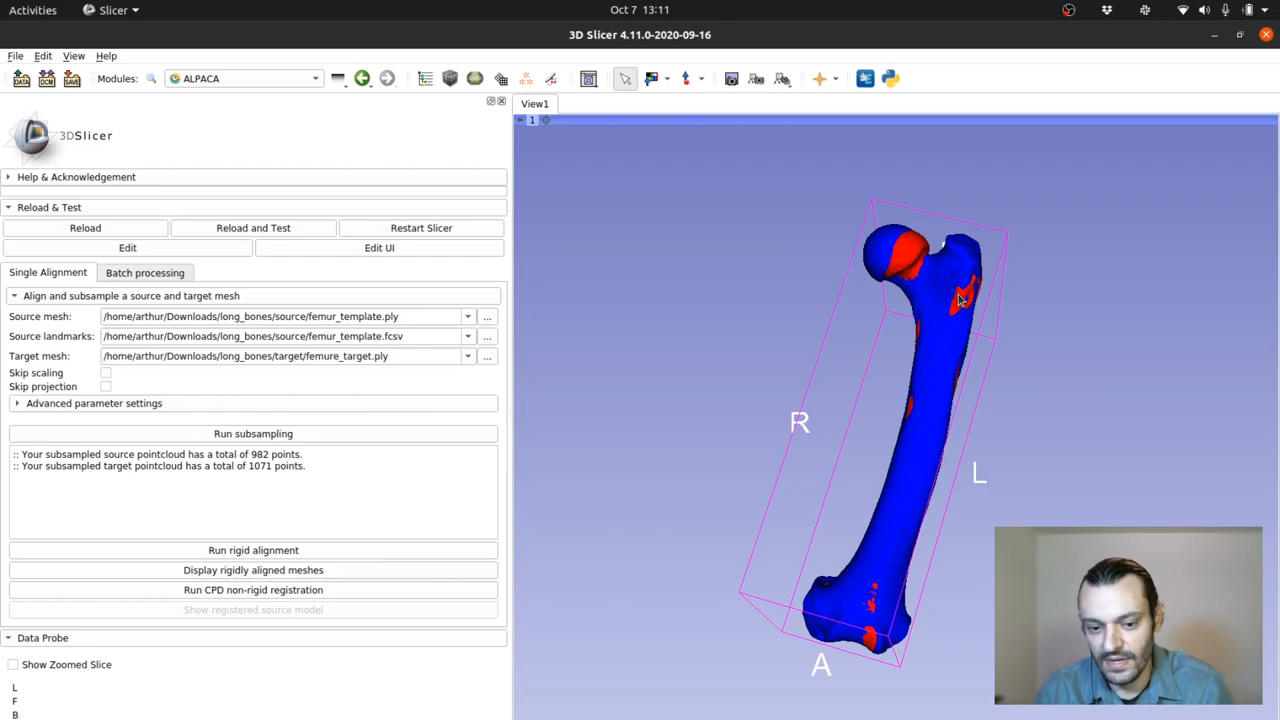 Activities
Slicer
Oct 7 13:11
3D Slicer 4.11.0-2020-09-16
File Edit View Help
DATA DCM SAVE Modules: ALPACA
3DSlicer
Help & Acknowledgement
Reload & Test
Reload Reload and Test Restart Slicer
Edit Edit UI
Single Alignment Batch processing
Align and subsample a source and target mesh
Source mesh: /home/arthur/Downloads/long_bones/source/femur_template.ply ...
Source landmarks: /home/arthur/Downloads/long_bones/source/femur_template.fcsv ...
Target mesh: /home/arthur/Downloads/long_bones/target/femure_target.ply ...
Skip scaling
Skip projection
Advanced parameter settings
Run subsampling
:: Your subsampled source pointcloud has a total of 982 points.
:: Your subsampled target pointcloud has a total of 1071 points.
Run rigid alignment
Display rigidly aligned meshes
Run CPD non-rigid registration
Show registered source model
Data Probe
Show Zoomed Slice
L
F
B
View1
1
R
L
A